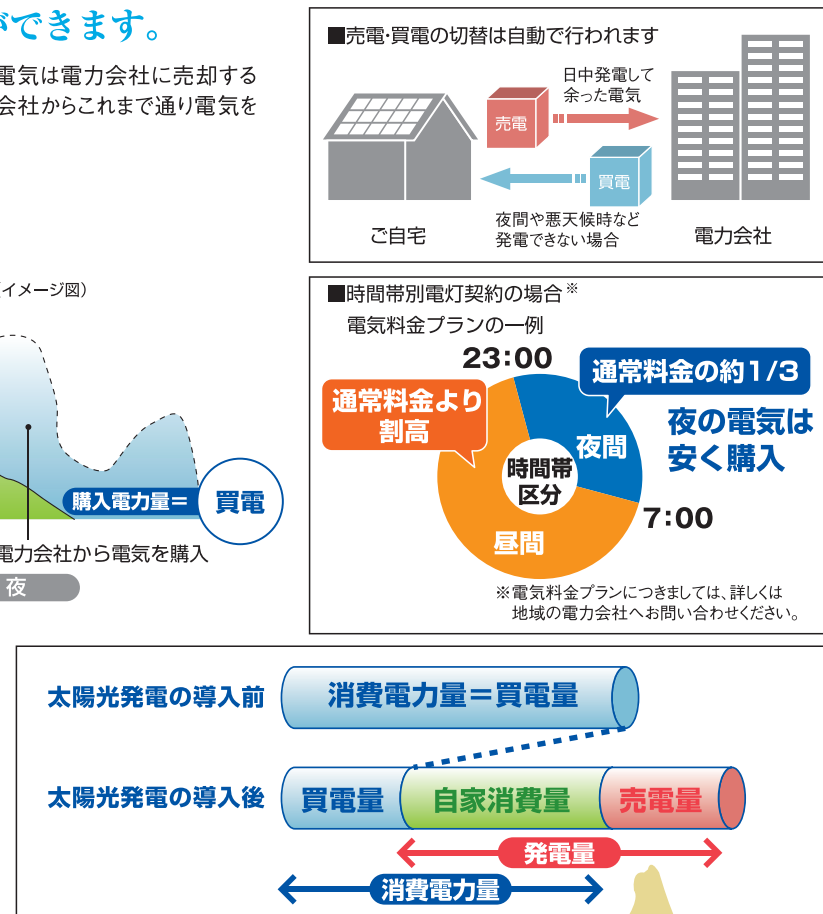 ができます。
電気は電力会社に売却する
会社からこれまで通り電気を
■売電・買電の切替は自動で行われます
日中発電して
余った電気
売電
買電
夜間や悪天候時など
発電できない場合
ご自宅
電力会社
イメージ図）
購入電力量＝
買電
電力会社から電気を購入
夜
■時間帯別電灯契約の場合※
電気料金プランの一例
23:00
通常料金の約1/3
通常料金より
割高
夜の電気は
安く購入
夜間
時間帯
区分
7:00
昼間
※電気料金プランにつきましては、詳しくは
地域の電力会社へお問い合わせください。
太陽光発電の導入前
消費電力量＝買電量
太陽光発電の導入後
買電量
自家消費量
売電量
発電量
消費電力量